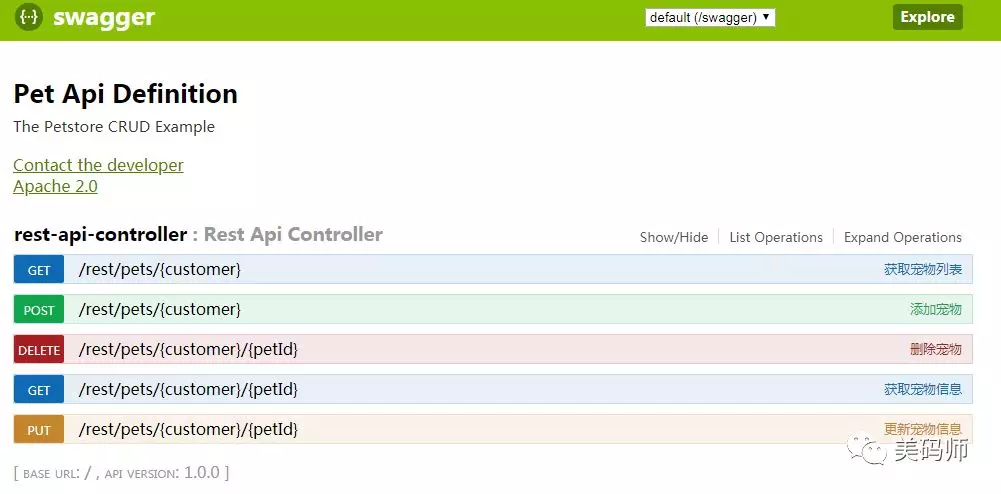 {··} swagger default (/swagger) ▼ Explore
Pet Api Definition
The Petstore CRUD Example
Contact the developer
Apache 2.0
rest-api-controller : Rest Api Controller Show/Hide List Operations Expand Operations
GET /rest/pets/{customer} 获取宠物列表
POST /rest/pets/{customer} 添加宠物
DELETE /rest/pets/{customer}/{petId} 删除宠物
GET /rest/pets/{customer}/{petId} 获取宠物信息
PUT /rest/pets/{customer}/{petId} 更新宠物信息
美码师
[ BASE URL: / , API VERSION: 1.0.0 ]